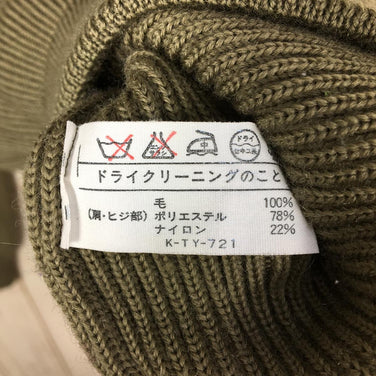 中
ドライ
セキユ系
ドライクリーニングのこと
毛 100%
(肩・ヒジ部) ポリエステル 78%
ナイロン 22%
K-TY-721